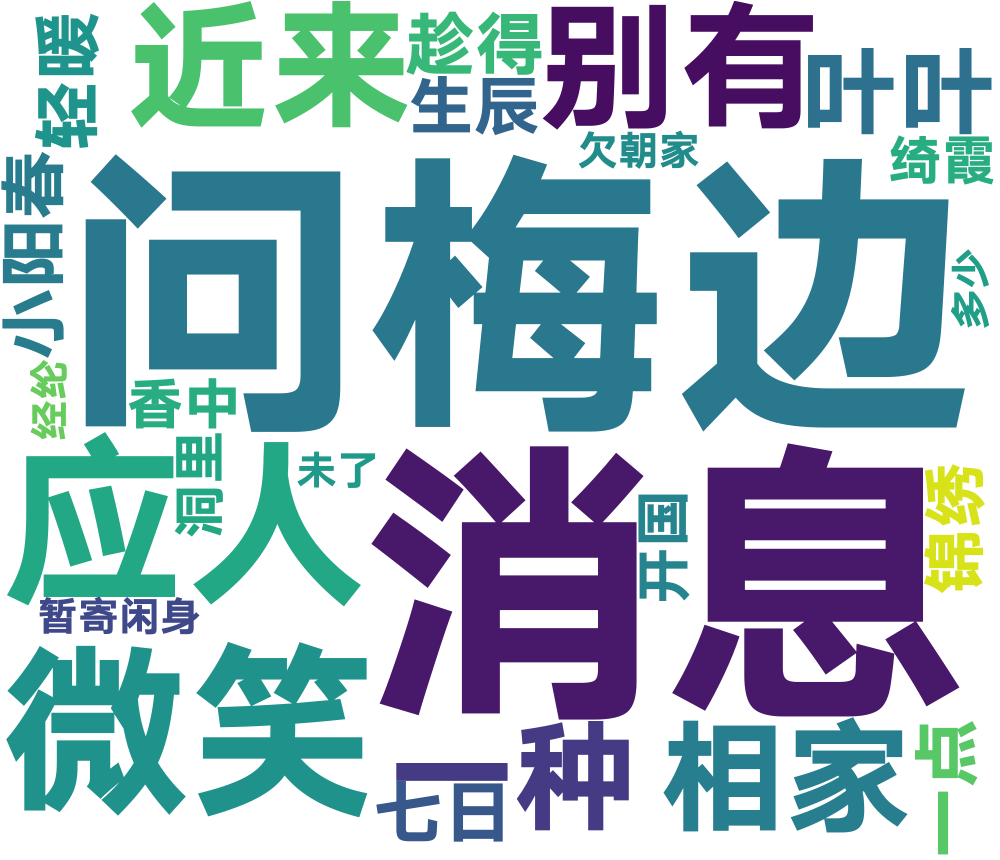 近来
别有
趁得
轻暖
生辰
叶叶
欠朝家
绮霞
小阳春
问梅边
多少
经纶
香中
应人
洞里
未了
消息
开国
锦绣
暂寄闲身
微笑
一种
七日
相家
一点